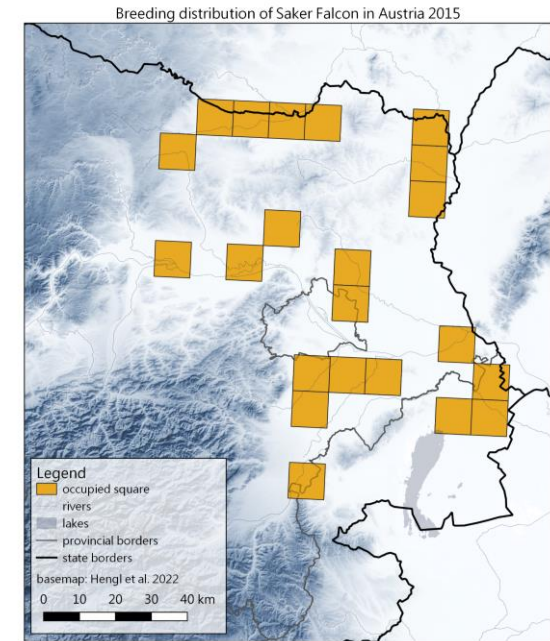 Breeding distribution of Saker Falcon in Austria 2015
Legend
occupied square
rivers
lakes
provincial borders
state borders
basemap: Hengl et al. 2022
0 10 20 30 40 km